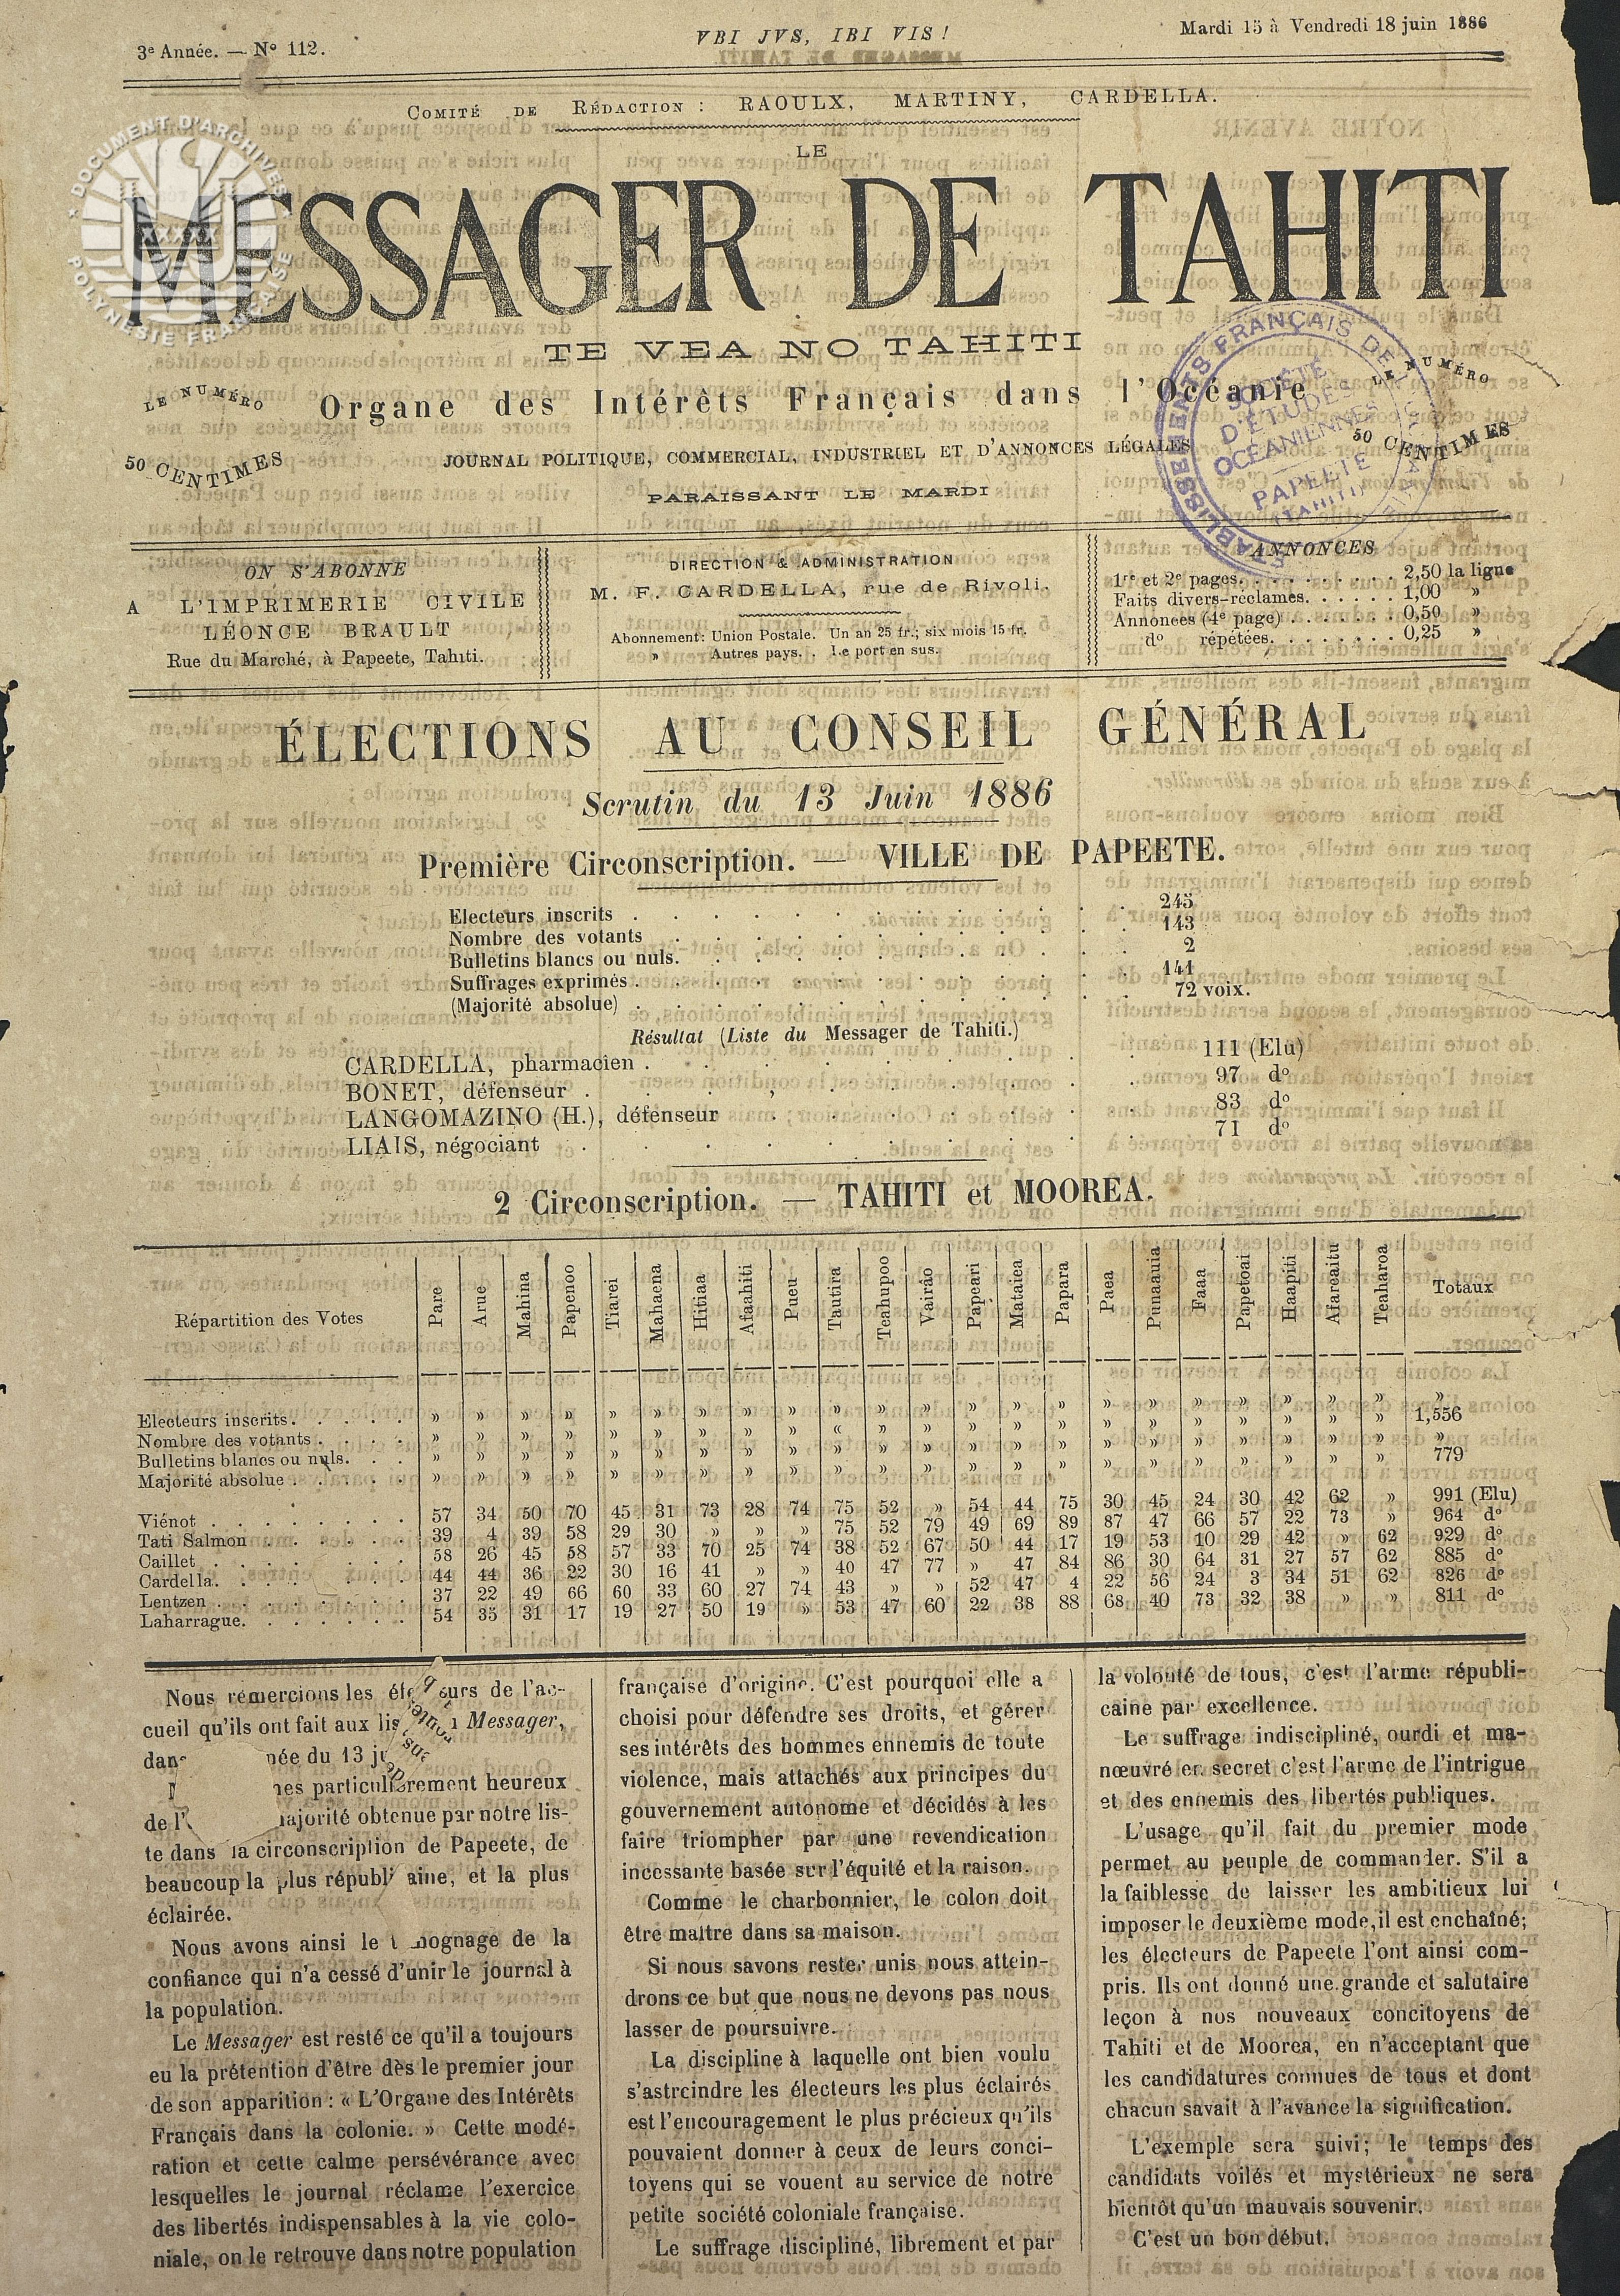 3e Année. — No 112.
VBI JVS, IBI VIS !
Mardi 15 à Vendredi 18 juin 1886
COMITÉ DE RÉDACTION : RAOULX, MARTINY, CARDELLA.
LE
MESSAGER DE TAHITI
TE VEA NO TAHITI
Organe des Intérêts Français dans l'Océanie
JOURNAL POLITIQUE, COMMERCIAL, INDUSTRIEL ET D'ANNONCES LÉGALES
PARAISSANT LE MARDI
LE NUMÉRO
50 CENTIMES
LE NUMÉRO
50 CENTIMES
DOCUMENT D'ARCHIVES
POLYNESIE FRANÇAISE
ETABLISSEMENTS FRANÇAIS DE
SOCIÉTÉ
D'ÉTUDES
OCÉANIENNES
PAPEETE
(TAHITI)
ON S'ABONNE
A L'IMPRIMERIE CIVILE
LÉONCE BRAULT
Rue du Marché, à Papeete, Tahiti.
DIRECTION & ADMINISTRATION
M. F. CARDELLA, rue de Rivoli.
Abonnement: Union Postale. Un an 25 fr.; six mois 15 fr.
» Autres pays. . Le port en sus.
ANNONCES
1re et 2e pages. . . . . . . . . . 2,50 la ligne
Faits divers-réclames. . . . . . 1,00 »
Annonces (4e page) . . . . . . . 0,50 »
do répétées. . . . . . . . 0,25 »
ÉLECTIONS AU CONSEIL GÉNÉRAL
Scrutin du 13 Juin 1886
Première Circonscription. — VILLE DE PAPEETE.
Electeurs inscrits . . . . . 245
Nombre des votants . . . . . 143
Bulletins blancs ou nuls. . . . . 2
Suffrages exprimés . . . . . 141
(Majorité absolue) . . . . . 72 voix.
Résultat (Liste du Messager de Tahiti.)
CARDELLA, pharmacien . . . . . 111 (Elu)
BONET, défenseur . . . . . 97 do
LANGOMAZINO (H.), défenseur . . . . . 83 do
LIAIS, négociant . . . . . 71 do
2 Circonscription. — TAHITI et MOOREA.
Répartition des Votes Pare Arue Mahina Papenoo Tiarei Mahaena Hitiaa Afaahiti Pueu Tautira Teahupoo Vairao Papeari Mataiea Papara Paea Punaauia Faaa Papetoai Haapiti Afareaitu Teaharoa Totaux
Electeurs inscrits. . . . . . » » » » » » » » » » » » » » » » » » » » » » »
Nombre des votants . . . . » » » » » » » » » » » » » » » » » » » » » » 1,556
Bulletins blancs ou nuls. . . » » » » » » » » » « » » » » » » » » » » » » »
Majorité absolue . . . . . » » » » » » » » » » » » » » » » » » » » » » 779
Viénot . . . . . . . . 57 34 50 70 45 31 73 28 74 75 52 » 54 44 75 30 45 24 30 42 62 » 991 (Elu)
Tati Salmon . . . . . . 39 4 39 58 29 30 » » » 75 52 79 49 69 89 87 47 66 57 22 73 » 964 do
Caillet . . . . . . . . 58 26 45 58 57 33 70 25 74 38 52 67 50 44 17 19 53 10 29 42 » 62 929 do
Cardella. . . . . . . . 44 44 36 22 30 16 41 » » 40 47 77 » 47 84 86 30 64 31 27 57 62 885 do
Lentzen . . . . . . . . 37 22 49 66 60 33 60 27 74 43 » » 52 47 4 22 56 24 3 34 51 62 826 do
Laharrague. . . . . . . 54 35 31 17 19 27 50 19 » 53 47 60 22 38 88 68 40 73 32 38 » » 811 do
Nous remercions les de l'ac-
cueil qu'ils ont fait aux Messager,
du 13
particulièrement heureux
obtenue par notre lis-
te dans la circonscription de Papeete, de
beaucoup la plus républi aine, et la plus
éclairée.
Nous avons ainsi le de la
confiance qui n'a cessé d'unir le journal à
la population.
Le Messager est resté ce qu'il a toujours
eu la prétention d'être dès le premier jour
de son apparition : « L'Organe des Intérêts
Français dans la colonie. » Cette modé-
ration et cette calme persévérance avec
lesquelles le journal réclame l'exercice
des libertés indispensables à la vie colo-
niale, on le retrouve dans notre population
française d'origine. C'est pourquoi elle a
choisi pour défendre ses droits, et gérer
ses intérêts des hommes ennemis de toute
violence, mais attachés aux principes du
gouvernement autonome et décidés à les
faire triompher par une revendication
incessante basée sur l'équité et la raison.
Comme le charbonnier, le colon doit
être maître dans sa maison.
Si nous savons rester unis nous attein-
drons ce but que nous ne devons pas nous
lasser de poursuivre.
La discipline à laquelle ont bien voulu
s'astreindre les électeurs les plus éclairés
est l'encouragement le plus précieux qu'ils
pouvaient donner à ceux de leurs conci-
toyens qui se vouent au service de notre
petite société coloniale française.
Le suffrage discipliné, librement et par
la volonté de tous, c'est l'arme républi-
caine par excellence.
Le suffrage indiscipliné, ourdi et ma-
nœuvré en secret c'est l'arme de l'intrigue
et des ennemis des libertés publiques.
L'usage qu'il fait du premier mode
permet au peuple de commander. S'il a
la faiblesse de laisser les ambitieux lui
imposer le deuxième mode, il est enchaîné;
les électeurs de Papeete l'ont ainsi com-
pris. Ils ont donné une grande et salutaire
leçon à nos nouveaux concitoyens de
Tahiti et de Moorea, en n'acceptant que
les candidatures connues de tous et dont
chacun savait à l'avance la signification.
L'exemple sera suivi; le temps des
candidats voilés et mystérieux ne sera
bientôt qu'un mauvais souvenir.
C'est un bon début.